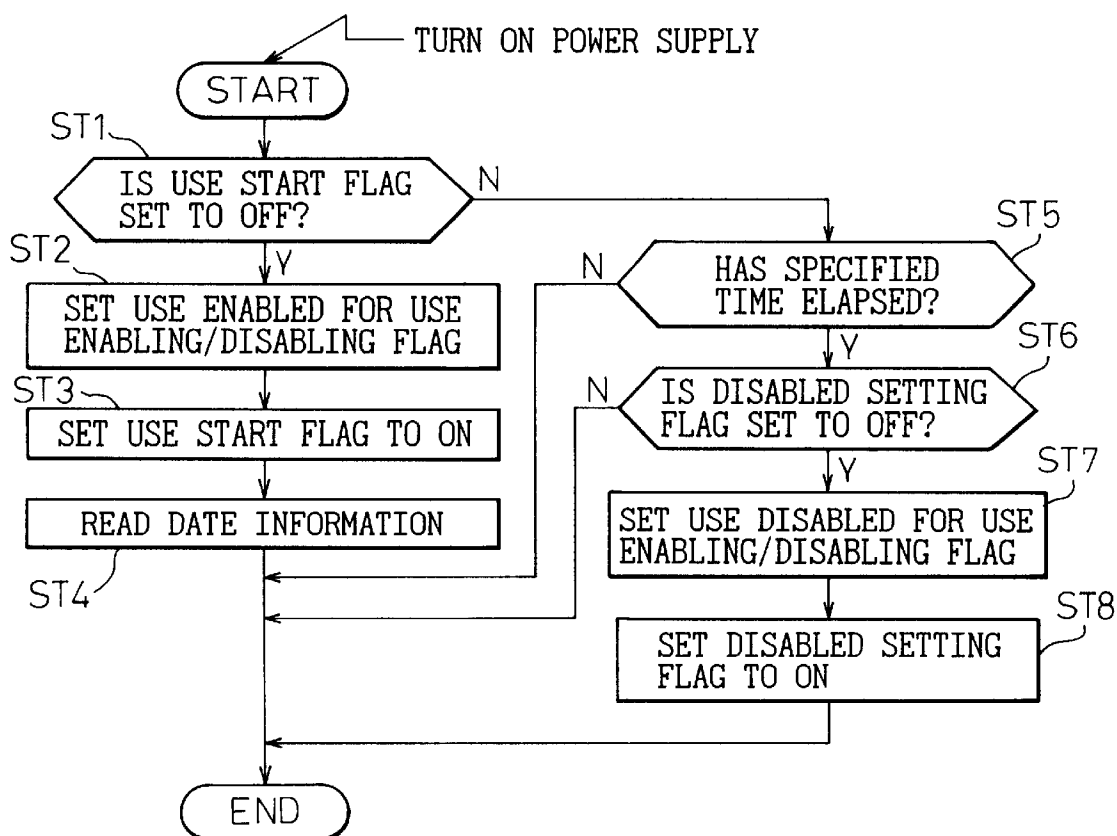 TURN ON POWER SUPPLY
START
ST1
IS USE START FLAG
SET TO OFF?
N
Y
ST2
SET USE ENABLED FOR USE
ENABLING/DISABLING FLAG
ST3
SET USE START FLAG TO ON
READ DATE INFORMATION
ST4
ST5
HAS SPECIFIED
TIME ELAPSED?
N
Y
ST6
IS DISABLED SETTING
FLAG SET TO OFF?
N
Y
ST7
SET USE DISABLED FOR USE
ENABLING/DISABLING FLAG
ST8
SET DISABLED SETTING
FLAG TO ON
END